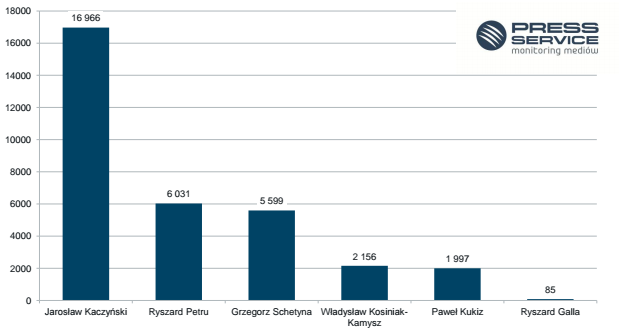 18000
16000
14000
12000
10000
8000
6000
4000
2000
0
16 966
6 031
5 599
2 156
1 997
85
PRESS
SERVICE
monitoring mediów
Jarosław Kaczyński
Ryszard Petru
Grzegorz Schetyna
Władysław Kosiniak-
Kamysz
Paweł Kukiz
Ryszard Galla